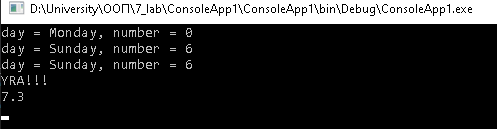 D:\University\ООП\7_lab\ConsoleApp1\ConsoleApp1\bin\Debug\ConsoleApp1.exe
day = Monday, number = 0
day = Sunday, number = 6
day = Sunday, number = 6
YRA!!!
7.3